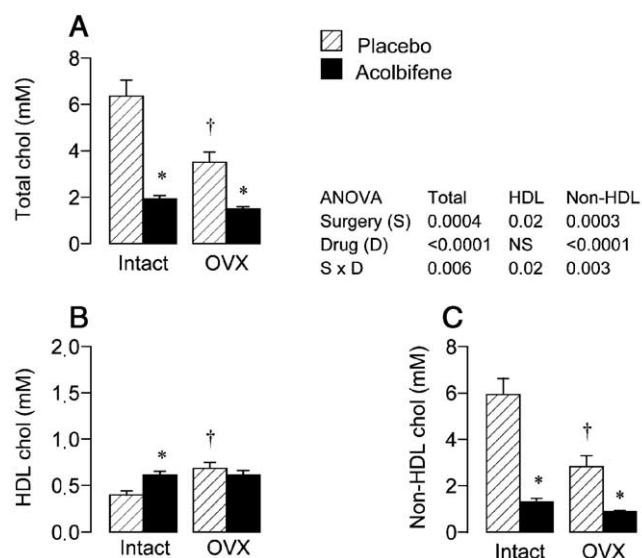 A
Placebo
Acolbifene
Total chol (mM)
8
6
4
2
0
*
†
*
Intact OVX
ANOVA Total HDL Non-HDL
Surgery (S) 0.0004 0.02 0.0003
Drug (D) <0.0001 NS <0.0001
S x D 0.006 0.02 0.003
B
HDL chol (mM)
2.0
1.5
1.0
0.5
0.0
*
†
Intact OVX
C
Non-HDL chol (mM)
8
6
4
2
0
*
†
*
Intact OVX